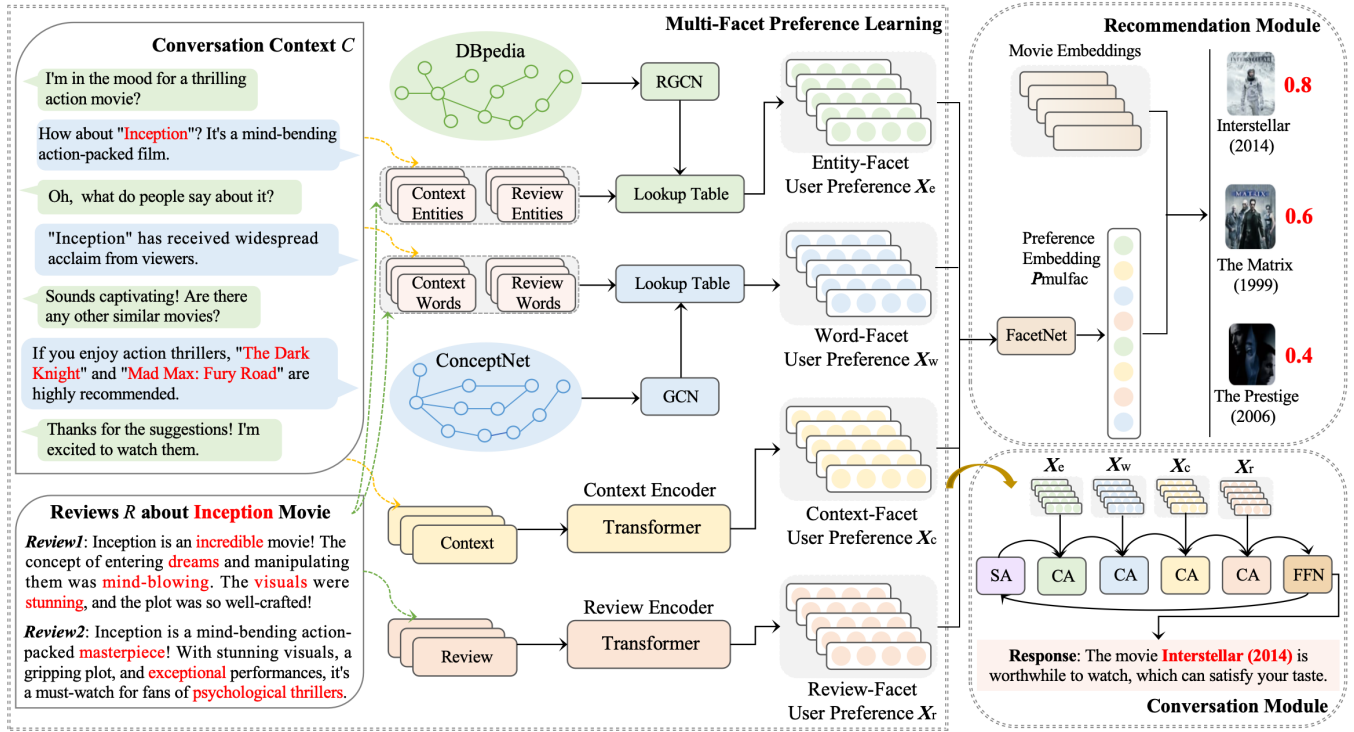 Conversation Context C
I'm in the mood for a thrilling
action movie?
How about "Inception"? It's a mind-bending
action-packed film.
Oh, what do people say about it?
"Inception" has received widespread
acclaim from viewers.
Sounds captivating! Are there
any other similar movies?
If you enjoy action thrillers, "The Dark
Knight" and "Mad Max: Fury Road" are
highly recommended.
Thanks for the suggestions! I'm
excited to watch them.
Reviews R about Inception Movie
Review1: Inception is an incredible movie! The
concept of entering dreams and manipulating
them was mind-blowing. The visuals were
stunning, and the plot was so well-crafted!
Review2: Inception is a mind-bending action-
packed masterpiece! With stunning visuals, a
gripping plot, and exceptional performances, it's
a must-watch for fans of psychological thrillers.
Multi-Facet Preference Learning
DBpedia
RGCN
Context
Entities
Review
Entities
Lookup Table
Entity-Facet
User Preference Xe
Context
Words
Review
Words
Lookup Table
Word-Facet
User Preference Xw
ConceptNet
GCN
Context
Context Encoder
Transformer
Context-Facet
User Preference Xc
Review
Review Encoder
Transformer
Review-Facet
User Preference Xr
Recommendation Module
Movie Embeddings
Preference
Embedding
Pmulfac
FacetNet
INTERSTELLAR
0.8
Interstellar
(2014)
MATRIX
0.6
The Matrix
(1999)
0.4
The Prestige
(2006)
Xe
Xw
Xc
Xr
SA
CA
CA
CA
CA
FFN
Response: The movie Interstellar (2014) is
worthwhile to watch, which can satisfy your taste.
Conversation Module